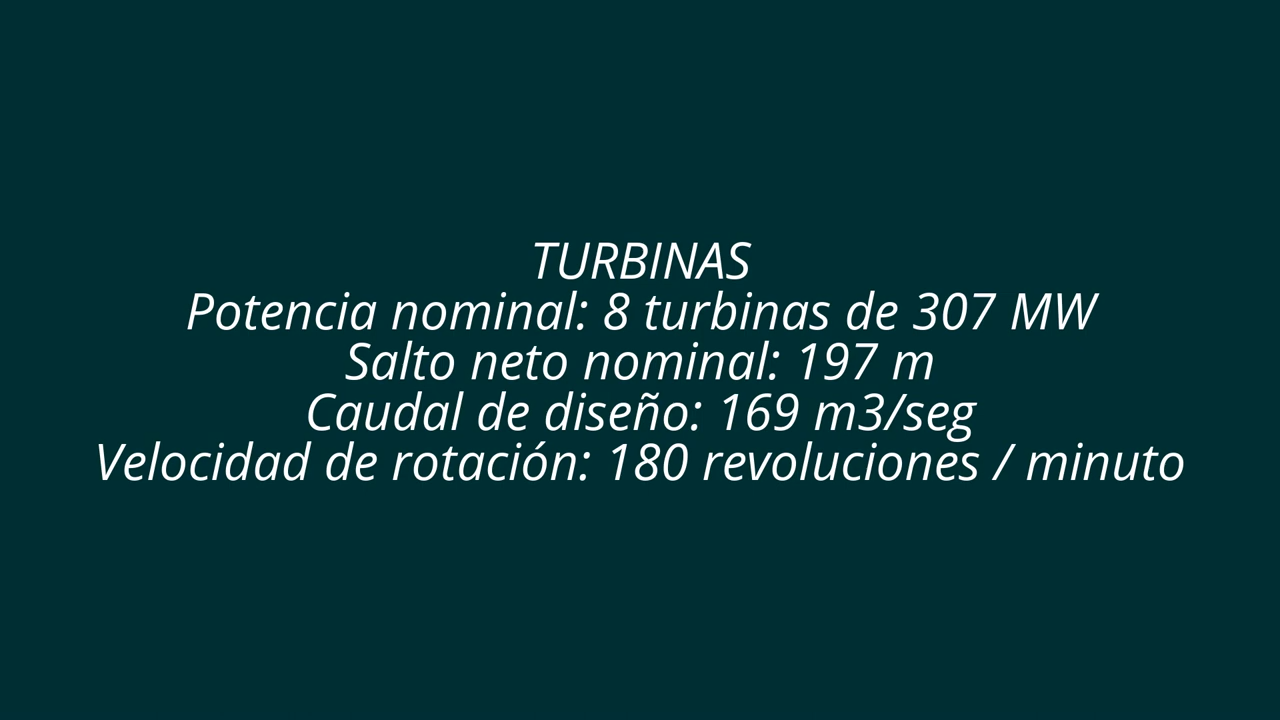 TURBINAS
Potencia nominal: 8 turbinas de 307 MW
Salto neto nominal: 197 m
Caudal de diseño: 169 m3/seg
Velocidad de rotación: 180 revoluciones / minuto